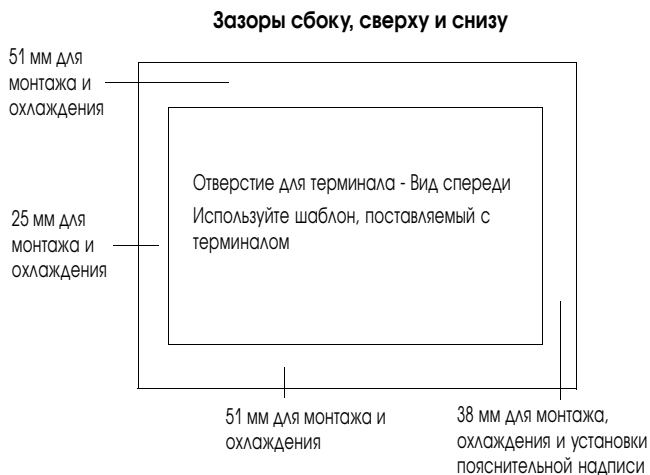 Зазоры сбоку, сверху и снизу
51 мм для
монтажа и
охлаждения
Отверстие для терминала - Вид спереди
Используйте шаблон, поставляемый с
терминалом
25 мм для
монтажа и
охлаждения
51 мм для монтажа и
охлаждения
38 мм для монтажа,
охлаждения и установки
пояснительной надписи